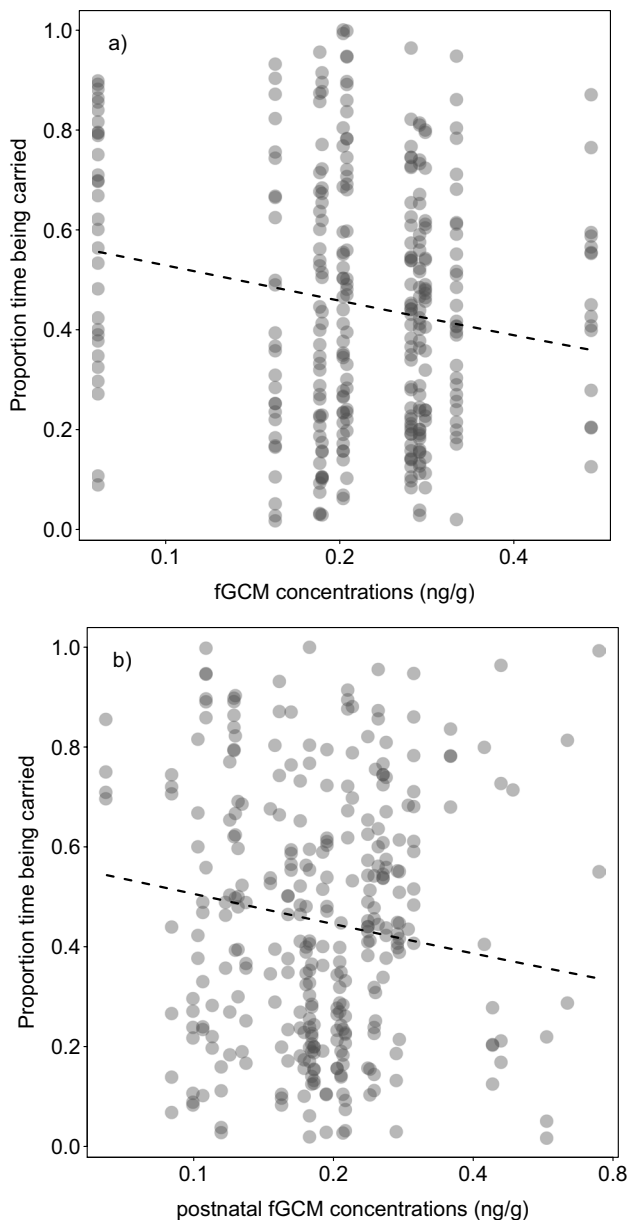 a)
Proportion time being carried
1.0
0.8
0.6
0.4
0.2
0.0
0.1 0.2 0.4
fGCM concentrations (ng/g)
b)
Proportion time being carried
1.0
0.8
0.6
0.4
0.2
0.0
0.1 0.2 0.4 0.8
postnatal fGCM concentrations (ng/g)